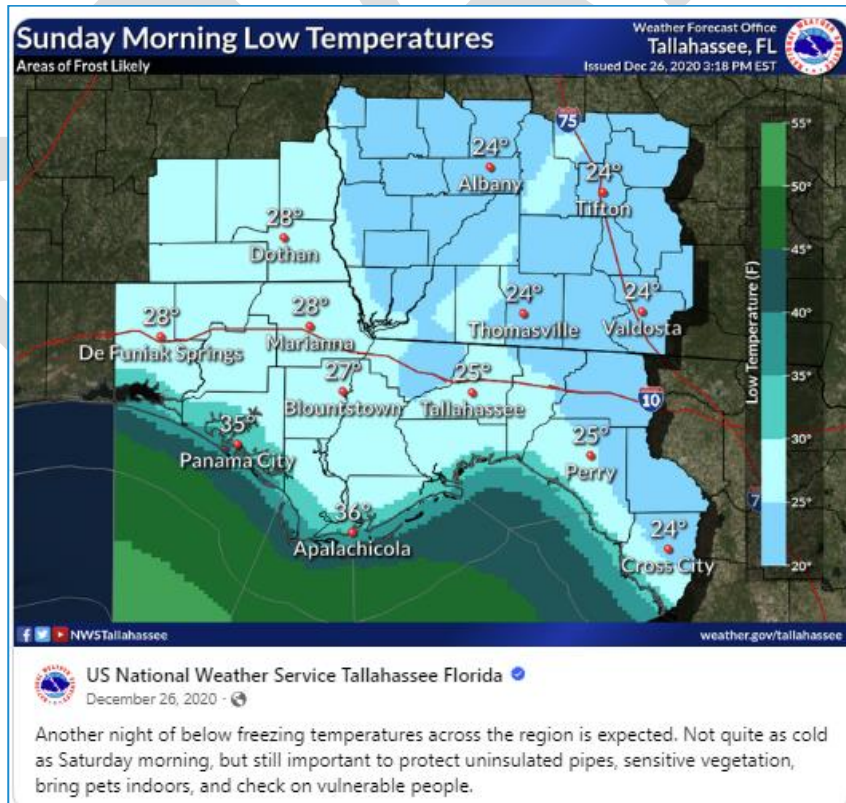 Sunday Morning Low Temperatures
Areas of Frost Likely
Weather Forecast Office
Tallahassee, FL
Issued Dec 26, 2020 3:18 PM EST
75
24°
Albany
24°
Tifton
28°
Dothan
28°
De Funiak Springs
28°
Marianna
24°
Thomasville
24°
Valdosta
27°
Blountstown
25°
Tallahassee
10
35°
Panama City
25°
Perry
36°
Apalachicola
24°
Cross City
Low Temperature (F)
55°
50°
45°
40°
35°
30°
25°
20°
NWSTallahassee
weather.gov/tallahassee
US National Weather Service Tallahassee Florida
December 26, 2020 ·
Another night of below freezing temperatures across the region is expected. Not quite as cold
as Saturday morning, but still important to protect uninsulated pipes, sensitive vegetation,
bring pets indoors, and check on vulnerable people.